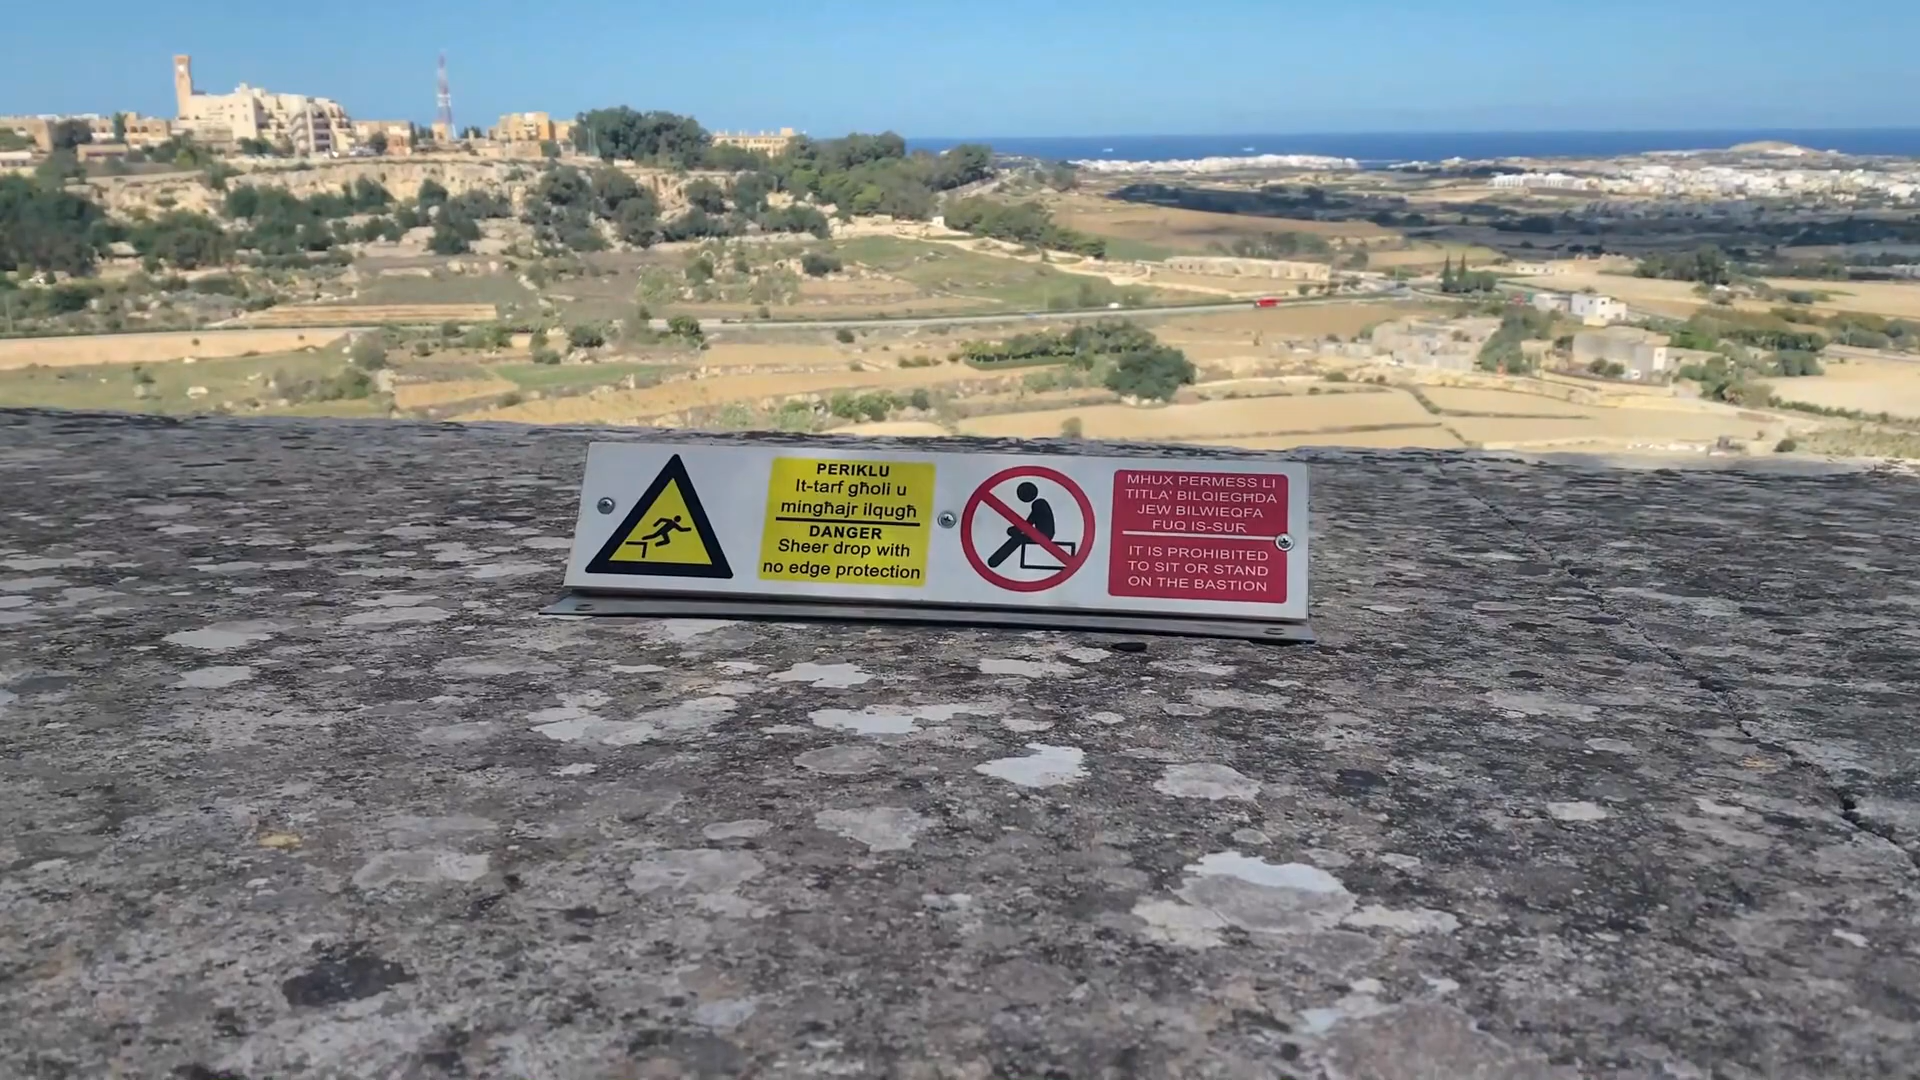 PERIKLU
It-tarf għoli u
mingħajr ilqugħ
DANGER
Sheer drop with
no edge protection
MHUX PERMESS LI
TITLA' BILQIEGĦDA
JEW BILWIEQFA
FUQ IS-SUR
IT IS PROHIBITED
TO SIT OR STAND
ON THE BASTION